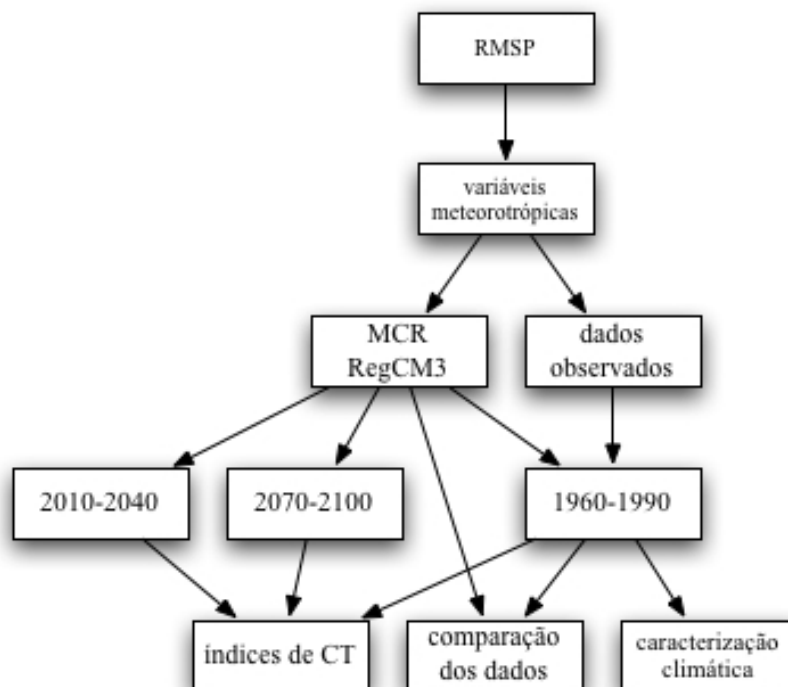 RMSP
variáveis
meteorotrópicas
MCR
RegCM3
dados
observados
2010-2040
2070-2100
1960-1990
índices de CT
comparação
dos dados
caracterização
climática